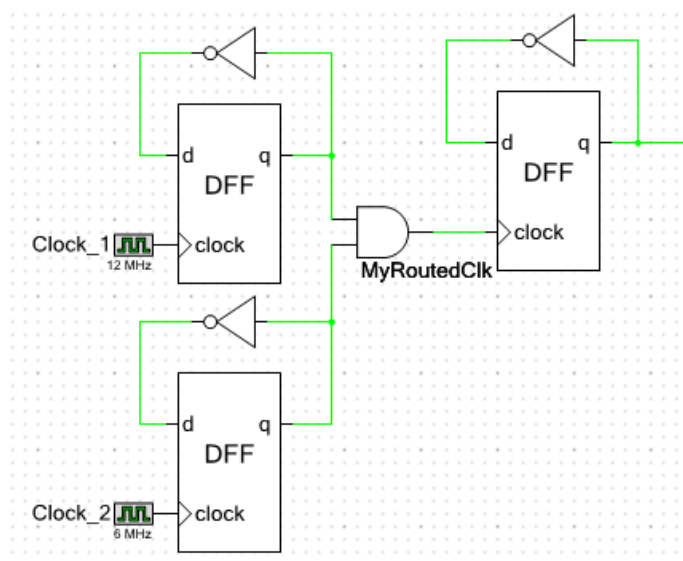 d q
DFF
Clock_1 clock
12 MHz
d q
DFF
clock
MyRoutedClk
d q
DFF
Clock_2 clock
6 MHz